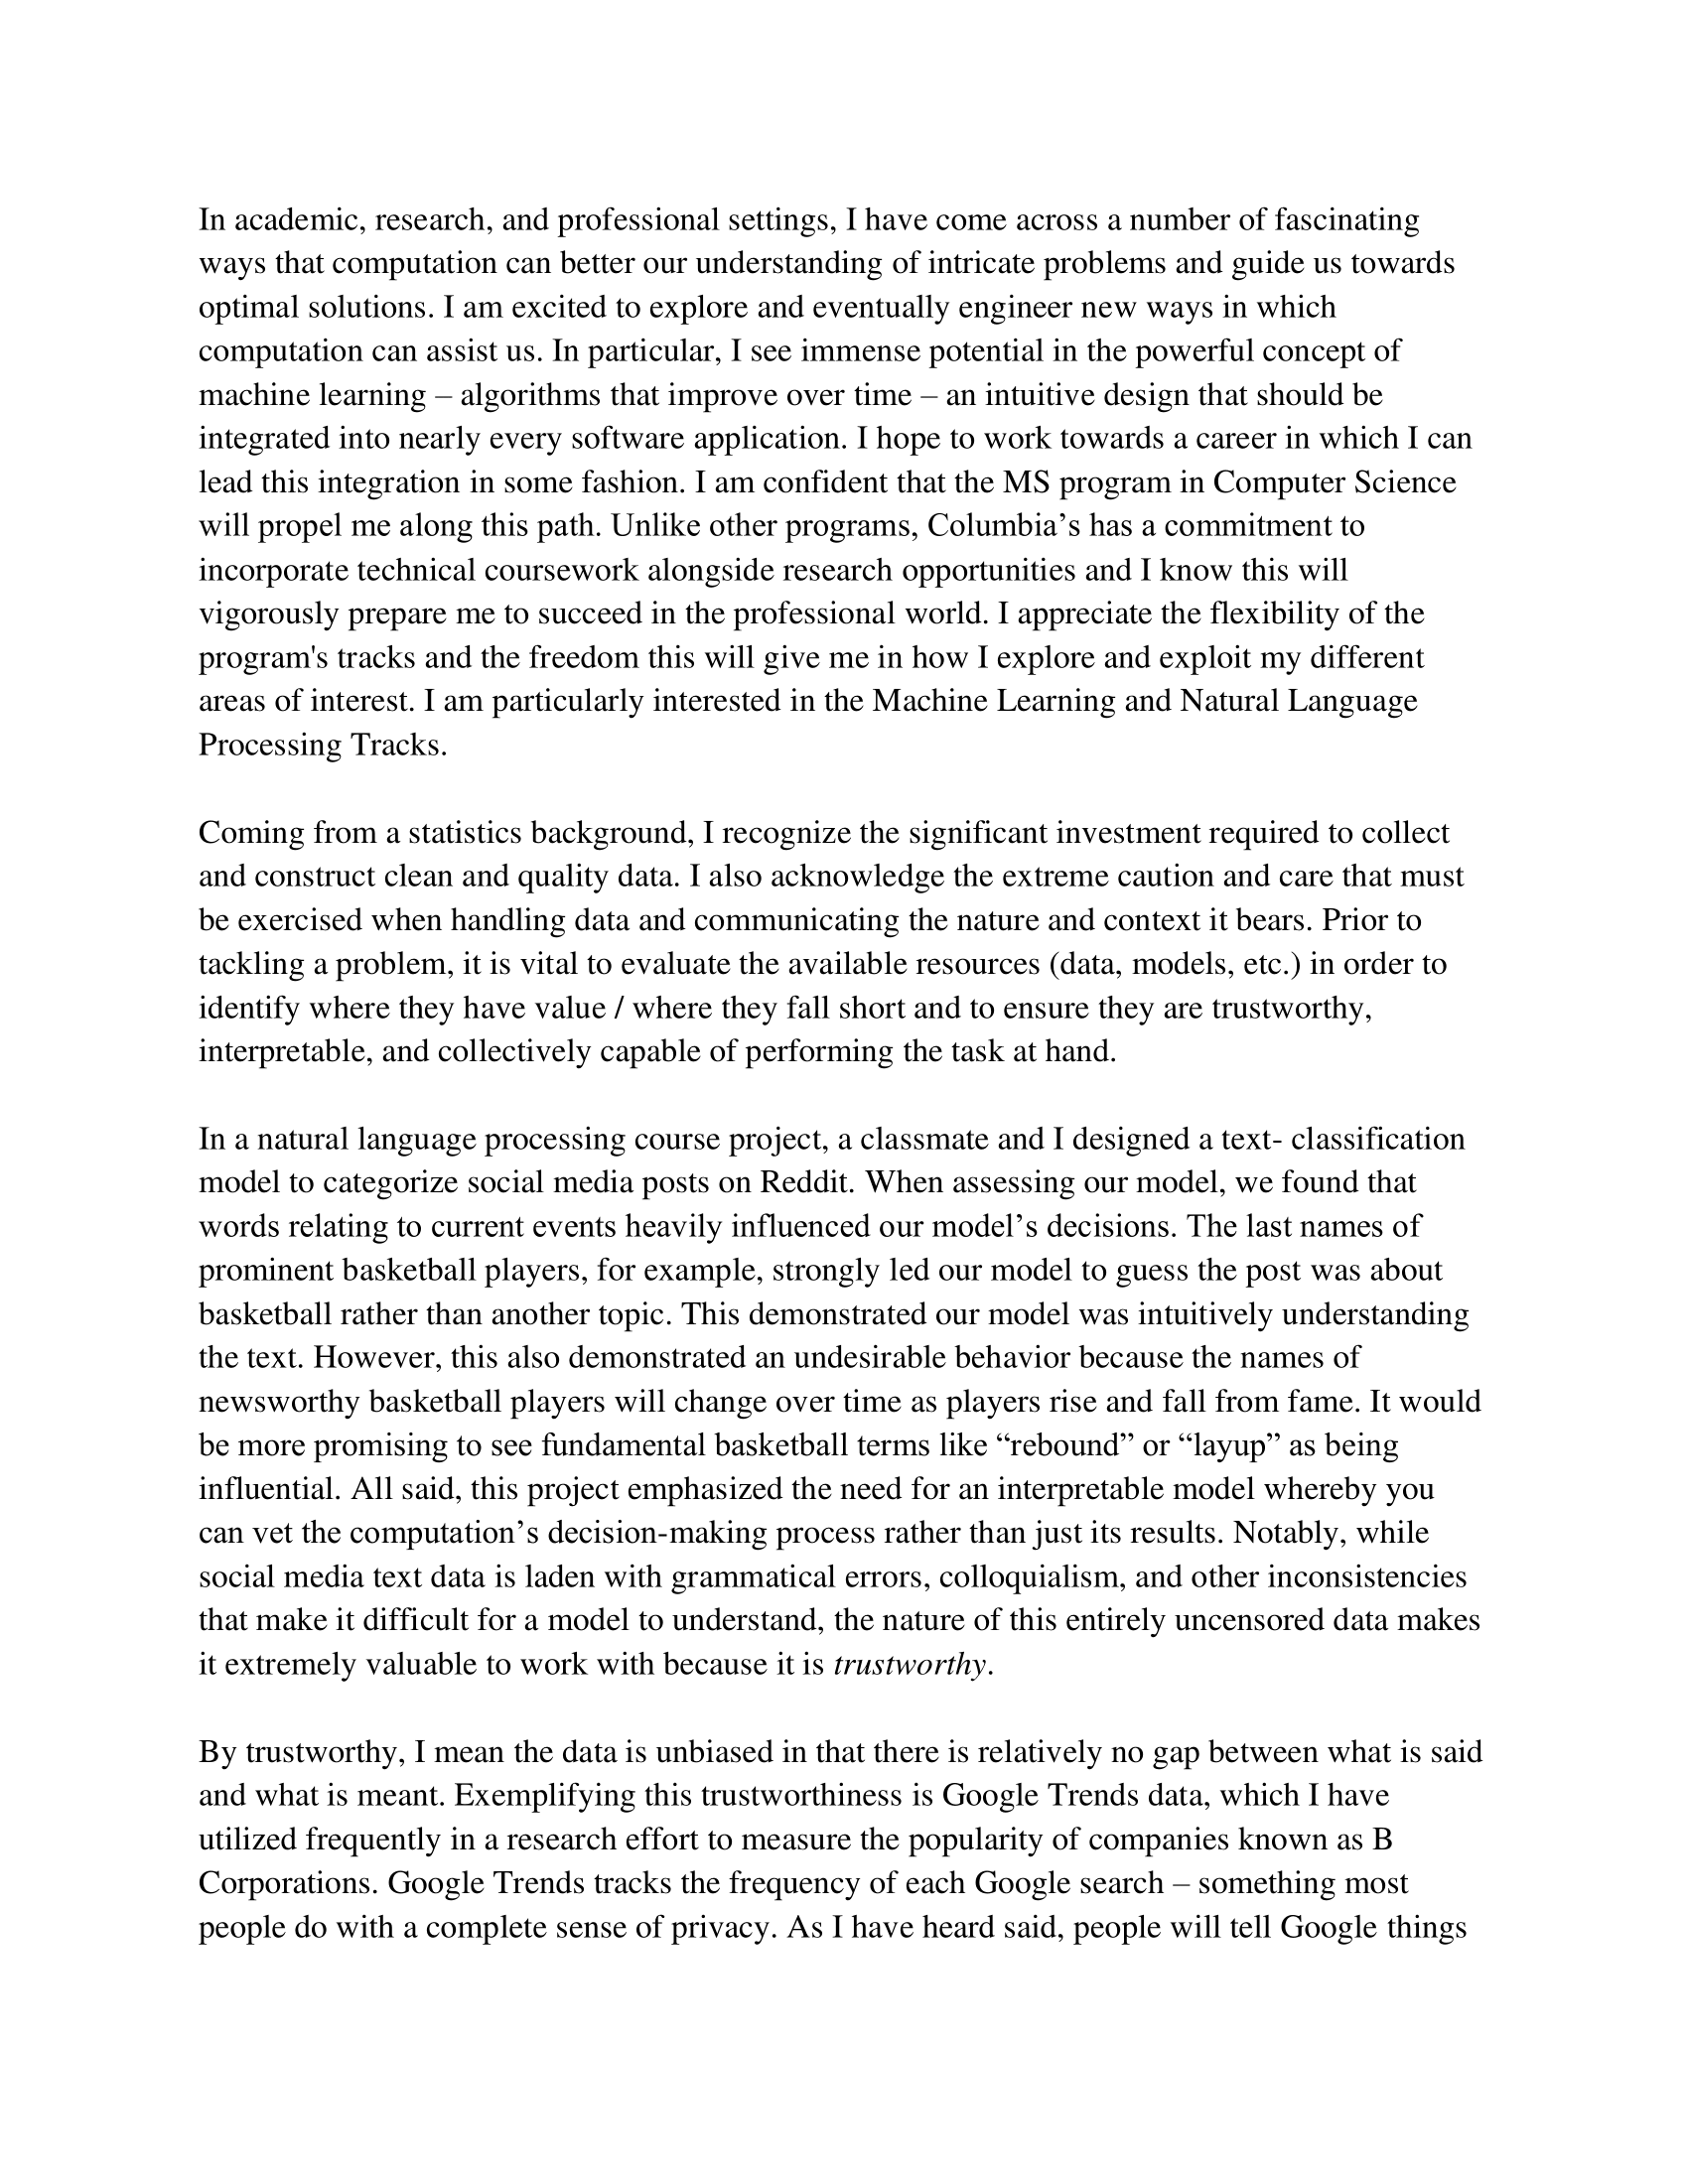 In academic, research, and professional settings, I have come across a number of fascinating
ways that computation can better our understanding of intricate problems and guide us towards
optimal solutions. I am excited to explore and eventually engineer new ways in which
computation can assist us. In particular, I see immense potential in the powerful concept of
machine learning – algorithms that improve over time – an intuitive design that should be
integrated into nearly every software application. I hope to work towards a career in which I can
lead this integration in some fashion. I am confident that the MS program in Computer Science
will propel me along this path. Unlike other programs, Columbia’s has a commitment to
incorporate technical coursework alongside research opportunities and I know this will
vigorously prepare me to succeed in the professional world. I appreciate the flexibility of the
program's tracks and the freedom this will give me in how I explore and exploit my different
areas of interest. I am particularly interested in the Machine Learning and Natural Language
Processing Tracks.

Coming from a statistics background, I recognize the significant investment required to collect
and construct clean and quality data. I also acknowledge the extreme caution and care that must
be exercised when handling data and communicating the nature and context it bears. Prior to
tackling a problem, it is vital to evaluate the available resources (data, models, etc.) in order to
identify where they have value / where they fall short and to ensure they are trustworthy,
interpretable, and collectively capable of performing the task at hand.

In a natural language processing course project, a classmate and I designed a text- classification
model to categorize social media posts on Reddit. When assessing our model, we found that
words relating to current events heavily influenced our model’s decisions. The last names of
prominent basketball players, for example, strongly led our model to guess the post was about
basketball rather than another topic. This demonstrated our model was intuitively understanding
the text. However, this also demonstrated an undesirable behavior because the names of
newsworthy basketball players will change over time as players rise and fall from fame. It would
be more promising to see fundamental basketball terms like “rebound” or “layup” as being
influential. All said, this project emphasized the need for an interpretable model whereby you
can vet the computation’s decision-making process rather than just its results. Notably, while
social media text data is laden with grammatical errors, colloquialism, and other inconsistencies
that make it difficult for a model to understand, the nature of this entirely uncensored data makes
it extremely valuable to work with because it is trustworthy.

By trustworthy, I mean the data is unbiased in that there is relatively no gap between what is said
and what is meant. Exemplifying this trustworthiness is Google Trends data, which I have
utilized frequently in a research effort to measure the popularity of companies known as B
Corporations. Google Trends tracks the frequency of each Google search – something most
people do with a complete sense of privacy. As I have heard said, people will tell Google things